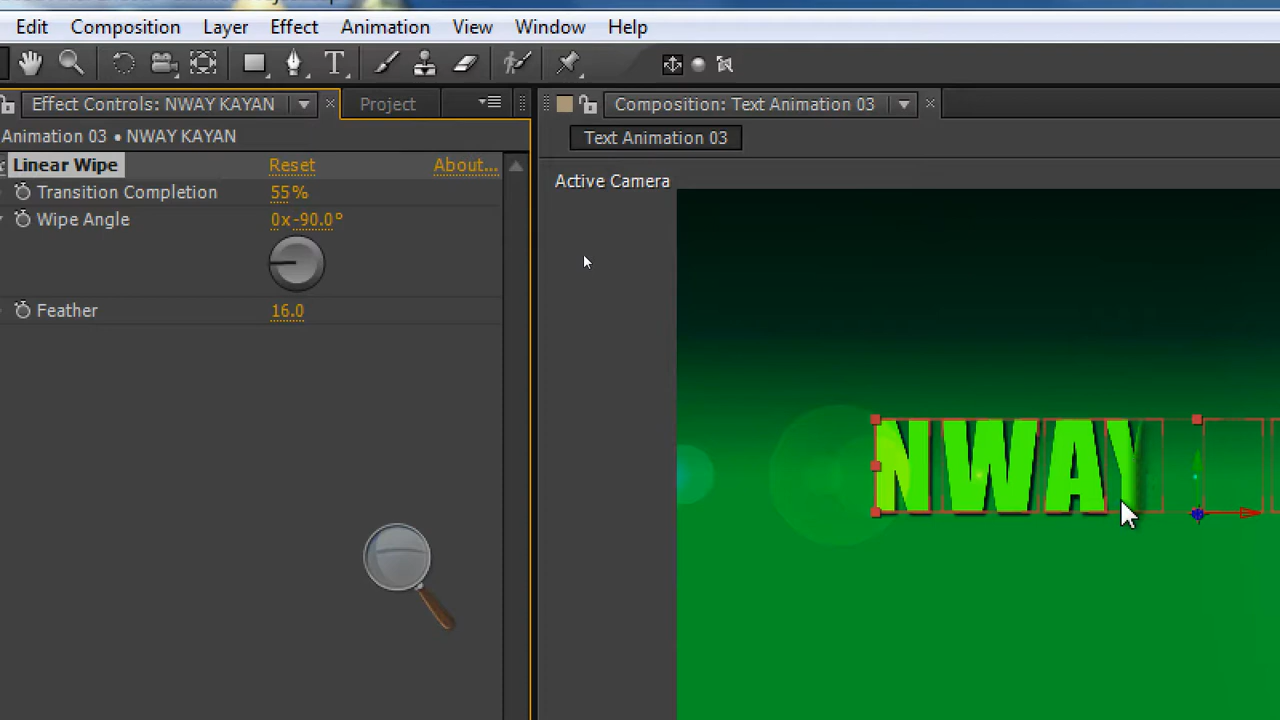 Edit Composition Layer Effect Animation View Window Help
T
Effect Controls: NWAY KAYAN Project Composition: Text Animation 03
Animation 03 • NWAY KAYAN
Text Animation 03
Linear Wipe Reset About...
Active Camera
Transition Completion 55%
Wipe Angle 0x-90.0°
Feather 16.0
NWAY